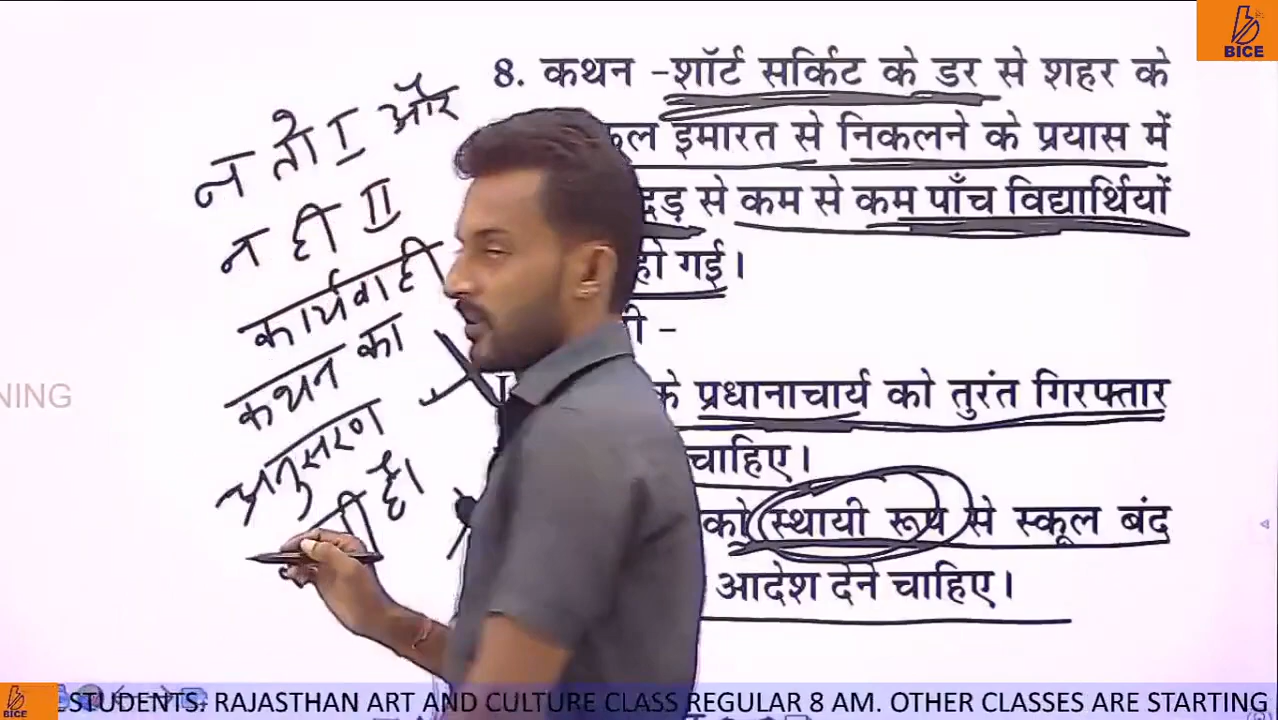 BICE
8. कथन -शॉर्ट सर्किट के डर से शहर के
इमारत से निकलने के प्रयास में
से कम से कम पाँच विद्यार्थियों
हो गई।
के प्रधानाचार्य को तुरंत गिरफ्तार
चाहिए।
को स्थायी रूप से स्कूल बंद
आदेश देने चाहिए।
न तो I और
न ही II
कार्यवाही
कथन का
अनुसरण
है।
NING
BICE
STUDENTS. RAJASTHAN ART AND CULTURE CLASS REGULAR 8 AM. OTHER CLASSES ARE STARTING